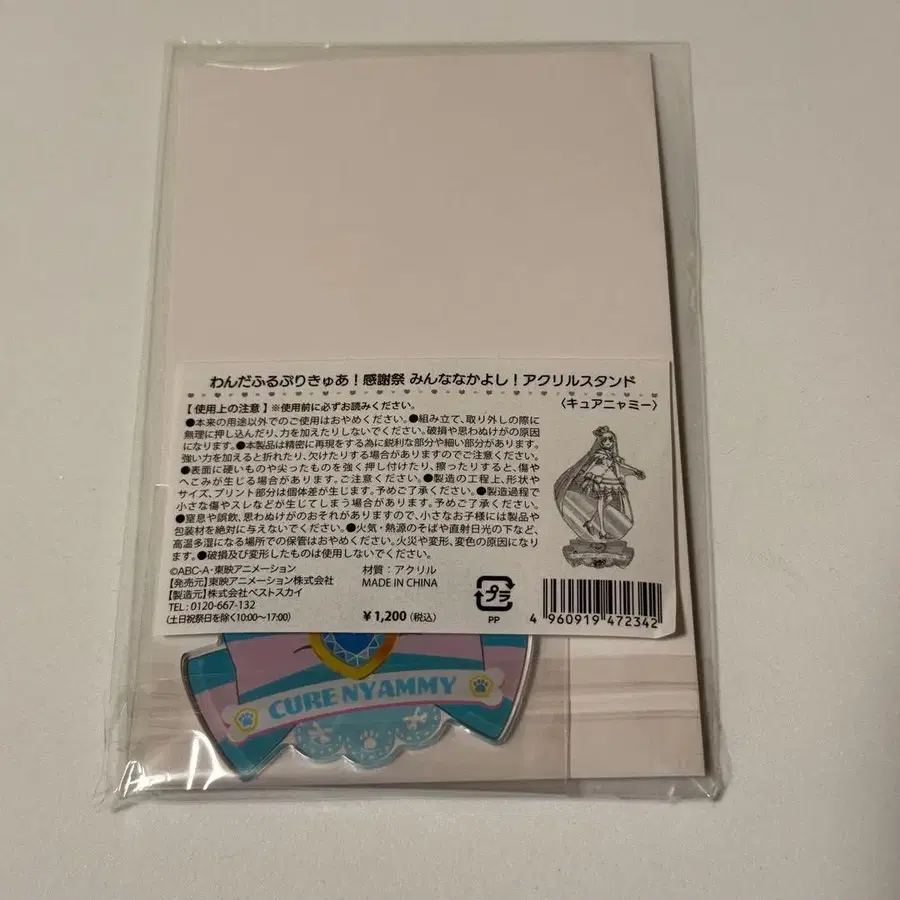 わんだふるぷりきゅあ！感謝祭 みんななかよし！アクリルスタンド
【 使用上の注意 】※使用前に必ずお読みください。
●本来の用途以外でのご使用はおやめください。●組み立て、取り外しの際に
無理に押し込んだり、力を加えたりしないでください。破損や思わぬけがの原因
になります。●本製品は精密に再現をする為に鋭利な部分や細い部分があります。
強い力を加えると折れたり、欠けたりする場合がありますのでご注意ください。
●表面に硬いものや尖ったものを強く押し付けたり、擦ったりすると、傷や
へこみが生じる場合があります。ご注意ください。●製造の工程上、形状や
サイズ、プリント部分は個体差が生じます。予めご了承ください。●製造過程で
小さな傷やスレなどが生じてしまう場合があります。予めご了承ください。
●窒息や誤飲、思わぬけがのおそれがありますので、小さなお子様には製品や
包装材を絶対に与えないでください。●火気・熱源のそばや直射日光の下など、
高温多湿になる場所での保管はおやめください。火災や変形、変色の原因になりま
す。●破損及び変形したものは使用しないでください。
〈キュアニャミー〉
©ABC-A・東映アニメーション
【発売元】東映アニメーション株式会社
【製造元】株式会社ベストスカイ
TEL : 0120-667-132
(土日祝祭日を除く10:00～17:00)
材質：アクリル
MADE IN CHINA
¥1,200 (税込)
プラ
PP
4 960919 472342
CURE NYAMMY